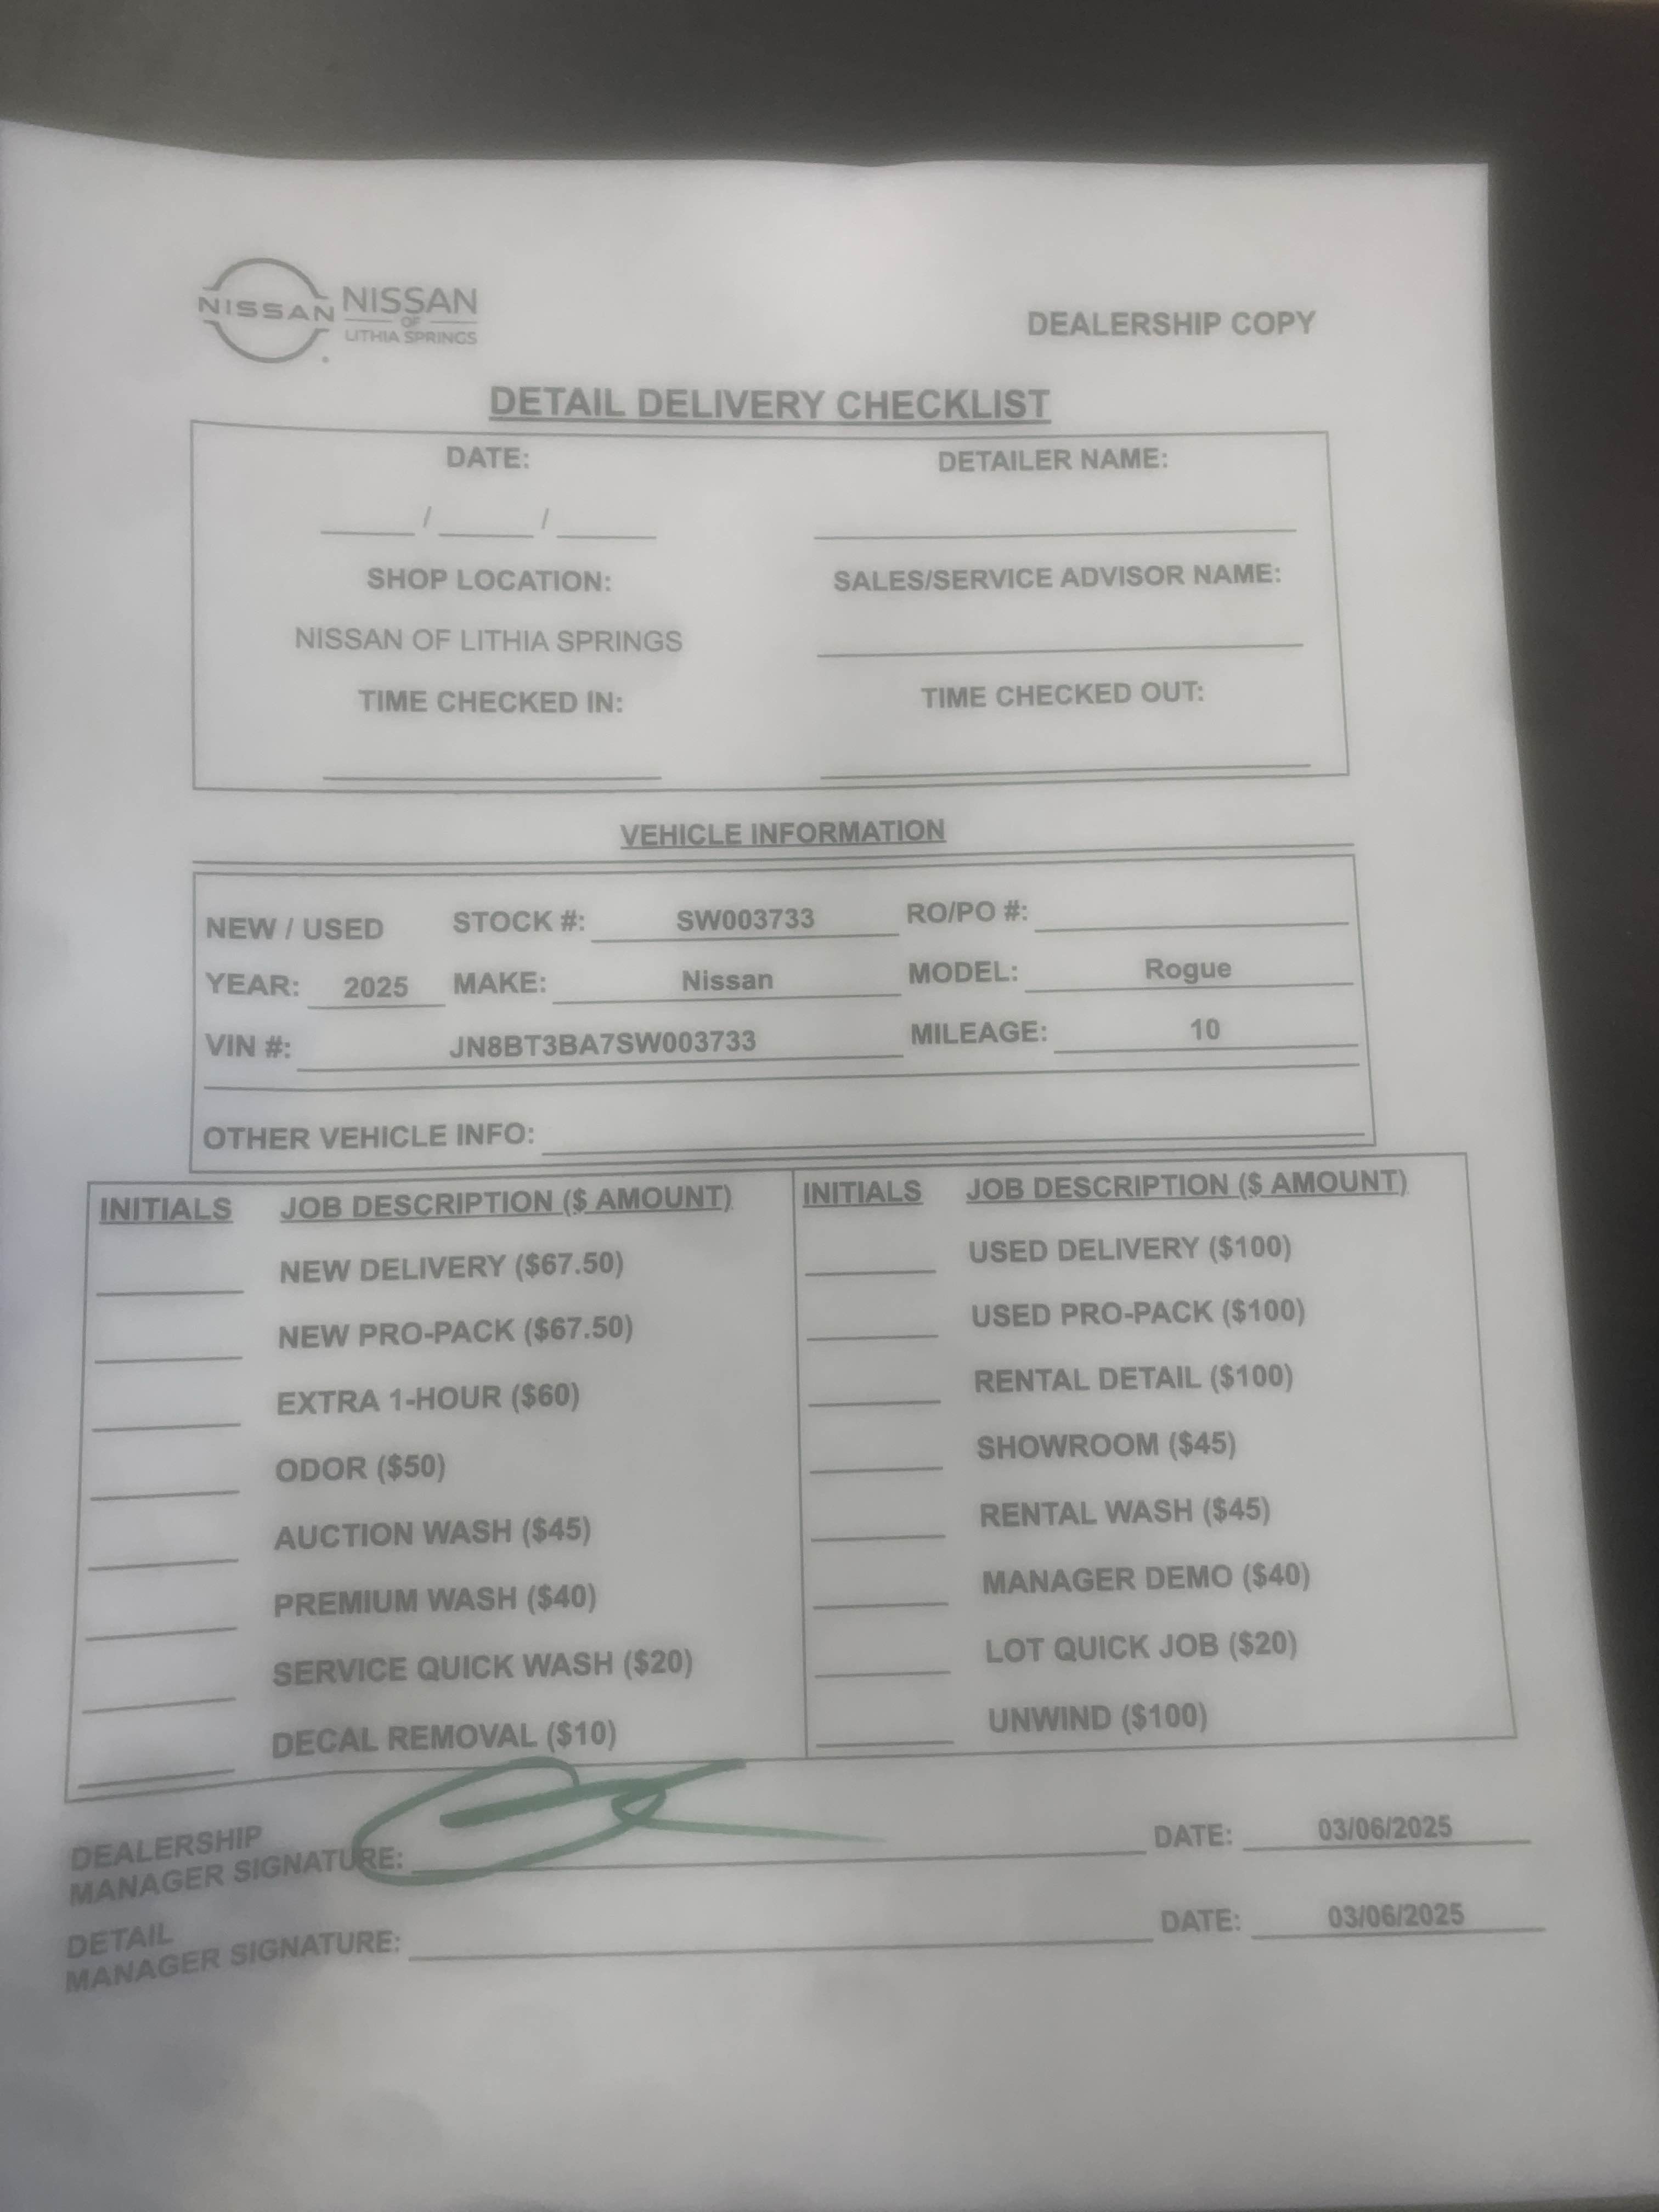 NISSAN
NISSAN
OF
LITHIA SPRINGS
DEALERSHIP COPY
DETAIL DELIVERY CHECKLIST
DATE:
____ / ____ / ____
DETAILER NAME:
SHOP LOCATION:
NISSAN OF LITHIA SPRINGS
SALES/SERVICE ADVISOR NAME:
TIME CHECKED IN:
TIME CHECKED OUT:
VEHICLE INFORMATION
NEW / USED STOCK #: SW003733 RO/PO #:
YEAR: 2025 MAKE: Nissan MODEL: Rogue
VIN #: JN8BT3BA7SW003733 MILEAGE: 10
OTHER VEHICLE INFO:
INITIALS JOB DESCRIPTION ($ AMOUNT)
NEW DELIVERY ($67.50)
NEW PRO-PACK ($67.50)
EXTRA 1-HOUR ($60)
ODOR ($50)
AUCTION WASH ($45)
PREMIUM WASH ($40)
SERVICE QUICK WASH ($20)
DECAL REMOVAL ($10)
INITIALS JOB DESCRIPTION ($ AMOUNT)
USED DELIVERY ($100)
USED PRO-PACK ($100)
RENTAL DETAIL ($100)
SHOWROOM ($45)
RENTAL WASH ($45)
MANAGER DEMO ($40)
LOT QUICK JOB ($20)
UNWIND ($100)
DEALERSHIP
MANAGER SIGNATURE: DATE: 03/06/2025
DETAIL
MANAGER SIGNATURE: DATE: 03/06/2025